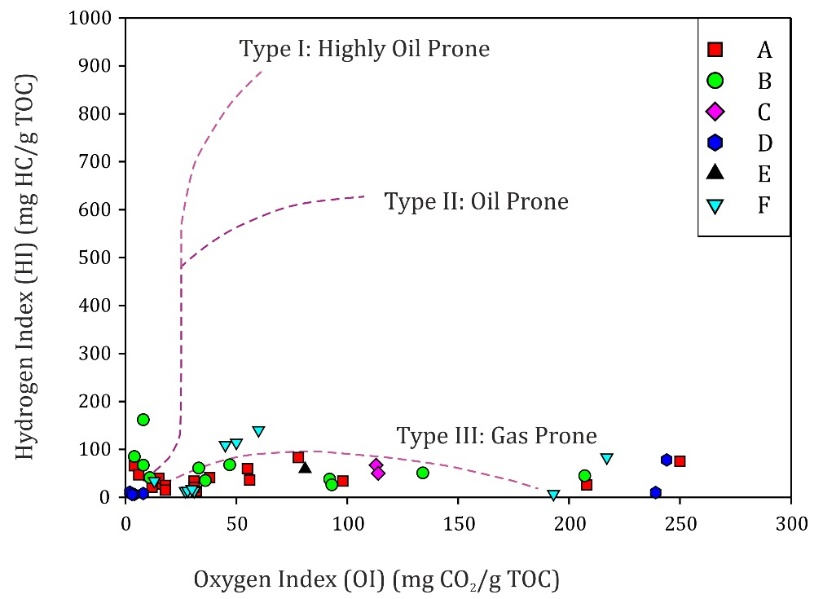 1000
900
800
700
600
500
400
300
200
100
0
Hydrogen Index (HI) (mg HC/g TOC)
Type I: Highly Oil Prone
Type II: Oil Prone
Type III: Gas Prone
A
B
C
D
E
F
0 50 100 150 200 250 300
Oxygen Index (OI) (mg CO₂/g TOC)